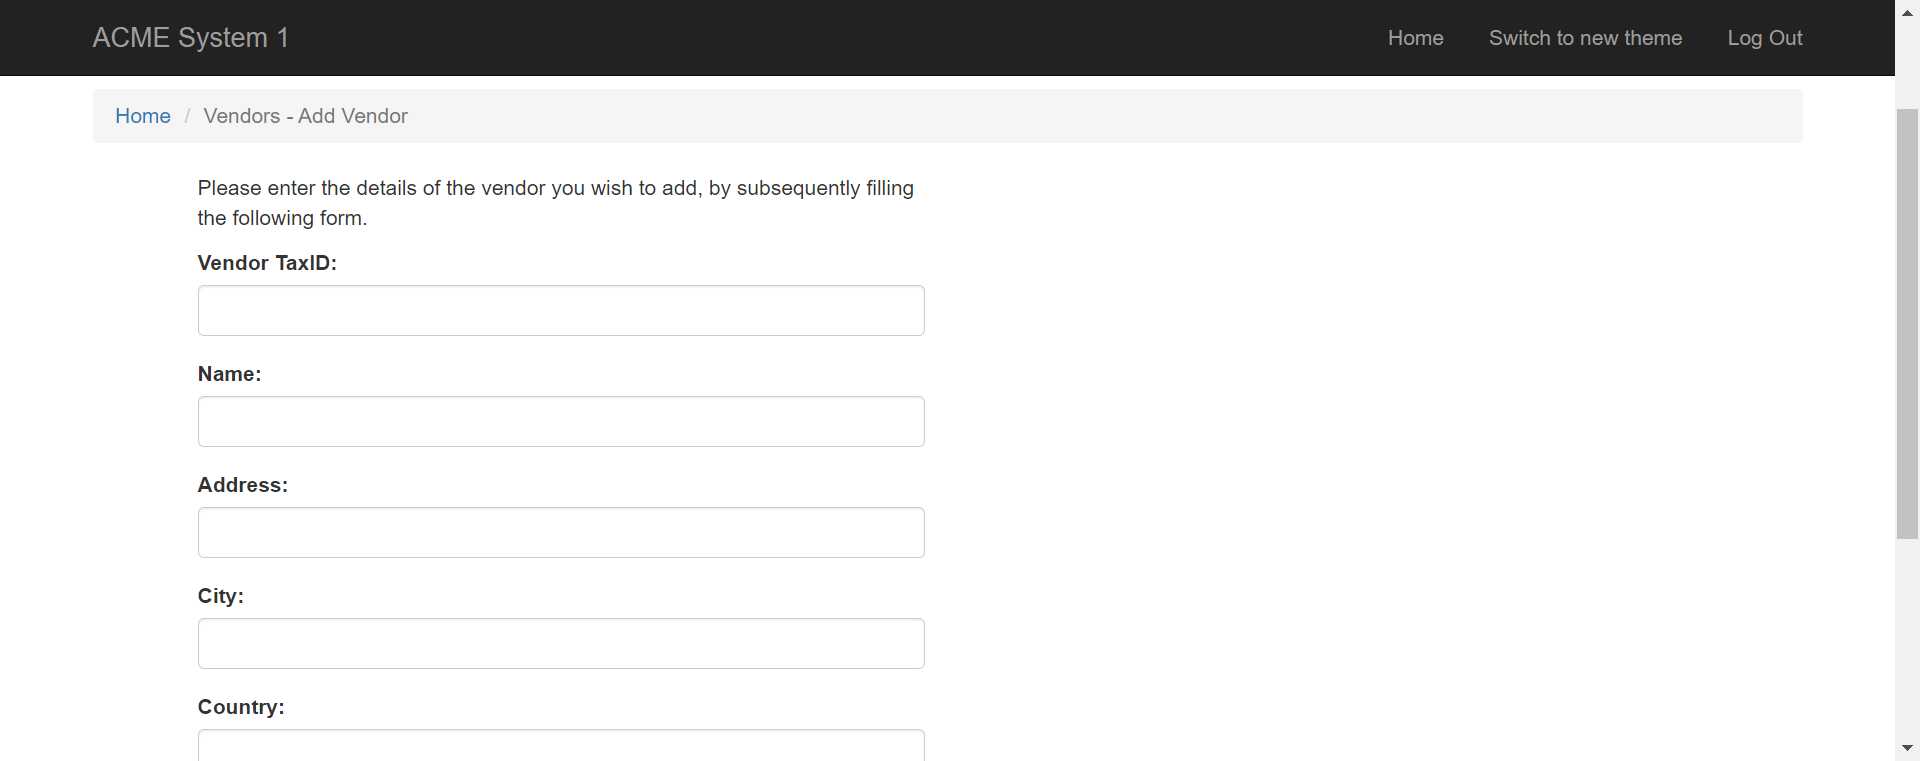 ACME System 1
Home
Switch to new theme
Log Out
Home / Vendors - Add Vendor
Please enter the details of the vendor you wish to add, by subsequently filling
the following form.
Vendor TaxID:
Name:
Address:
City:
Country: